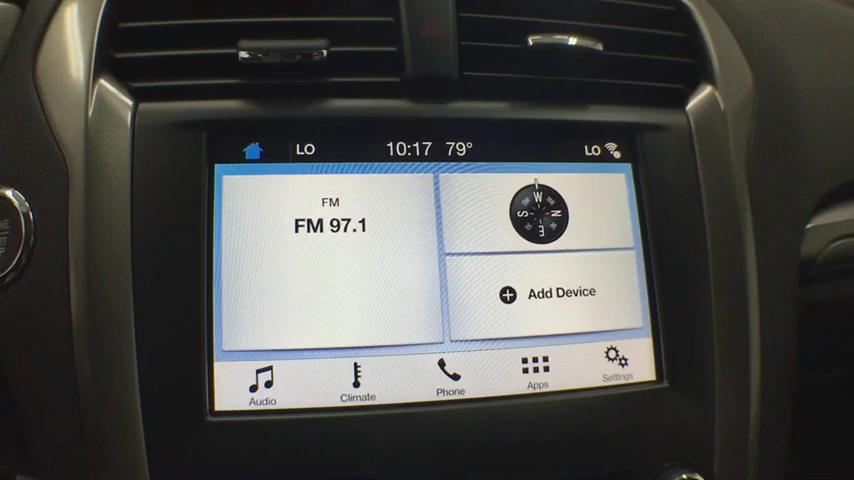 LO 10:17 79° LO
FM
FM 97.1
W
S N
E
Add Device
Audio Climate Phone Apps Settings